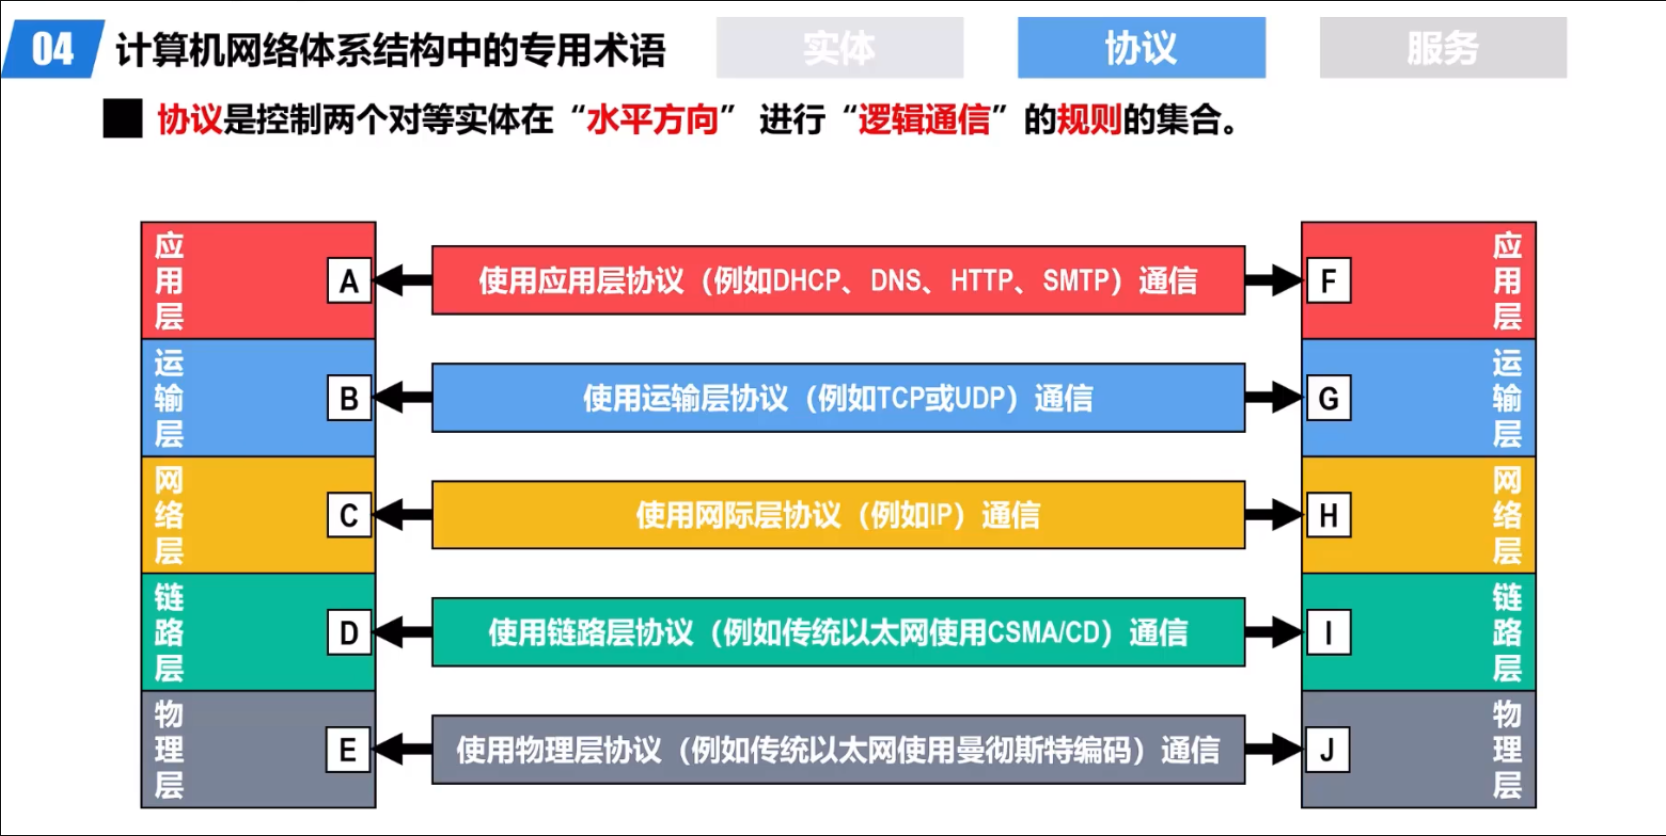 04 计算机网络体系结构中的专用术语 实体 协议 服务
协议是控制两个对等实体在“水平方向”进行“逻辑通信”的规则的集合。
应用层 A 使用应用层协议（例如DHCP、DNS、HTTP、SMTP）通信 F 应用层
运输层 B 使用运输层协议（例如TCP或UDP）通信 G 运输层
网络层 C 使用网际层协议（例如IP）通信 H 网络层
链路层 D 使用链路层协议（例如传统以太网使用CSMA/CD）通信 I 链路层
物理层 E 使用物理层协议（例如传统以太网使用曼彻斯特编码）通信 J 物理层